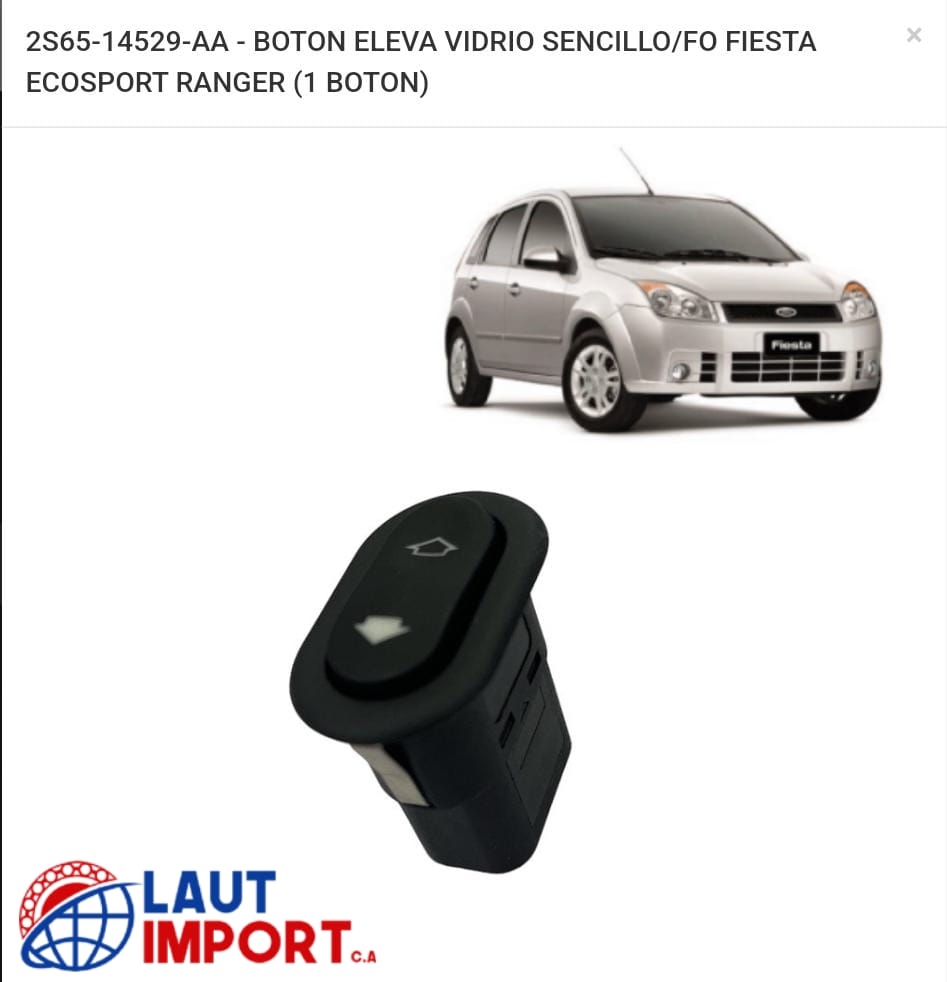 2S65-14529-AA - BOTON ELEVA VIDRIO SENCILLO/FO FIESTA
ECOSPORT RANGER (1 BOTON)
×
Fiesta
LAUT
IMPORT C.A